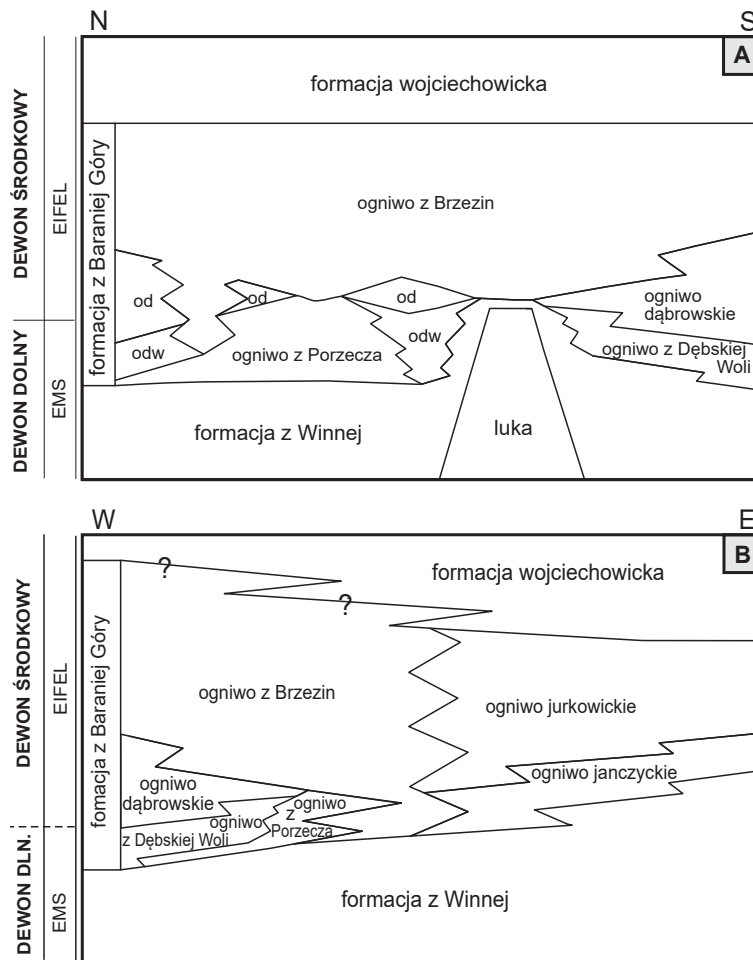 N
S
A
formacja wojciechowicka
DEWON ŚRODKOWY
EIFEL
formacja z Baraniej Góry
ogniwo z Brzezin
od
od
od
ogniwo
dąbrowskie
odw
odw
ogniwo z Porzecza
ogniwo z Dębskiej
Woli
DEWON DOLNY
EMS
formacja z Winnej
luka
W
E
B
?
formacja wojciechowicka
?
DEWON ŚRODKOWY
EIFEL
fomacja z Baraniej Góry
ogniwo z Brzezin
ogniwo jurkowickie
ogniwo janczyckie
ogniwo
dąbrowskie
ogniwo
z
Porzecza
ogniwo
z Dębskiej Woli
DEWON DLN.
EMS
formacja z Winnej